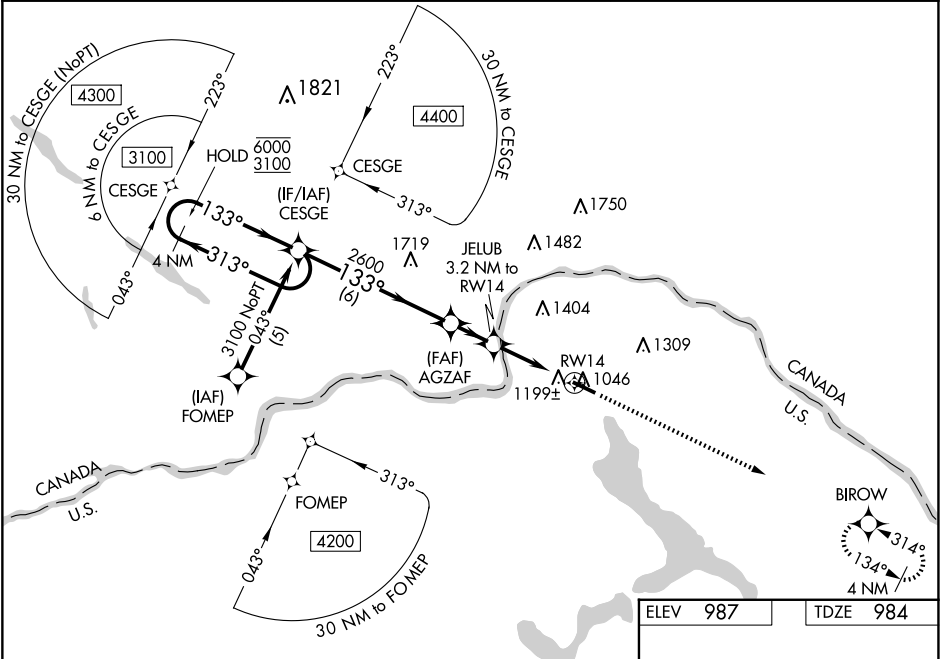 30 NM to CESGE (NoPT)
4300
223°
1821
6 NM to CESGE
3100
CESGE
043°
HOLD
6000
3100
4 NM
133°
313°
(IF/IAF)
CESGE
223°
4400
30 NM to CESGE
CESGE
313°
1750
1482
1719
JELUB
3.2 NM to
RW14
2600
133°
(6)
1404
1309
3100 NoPT
043°
(5)
(FAF)
AGZAF
RW14
1199±
1046
(IAF)
FOMEP
CANADA
U.S.
CANADA
U.S.
313°
FOMEP
4200
043°
30 NM to FOMEP
BIROW
314°
134°
4 NM
ELEV 987
TDZE 984